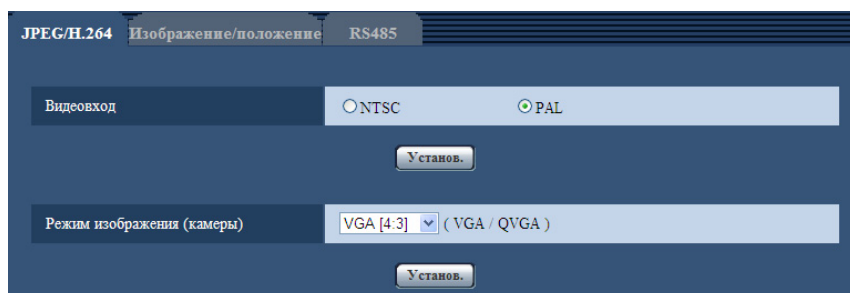 JPEG/H.264 Изображение/положение RS485
Видеовход NTSC PAL
Установ.
Режим изображения (камеры) VGA [4:3] ( VGA / QVGA )
Установ.